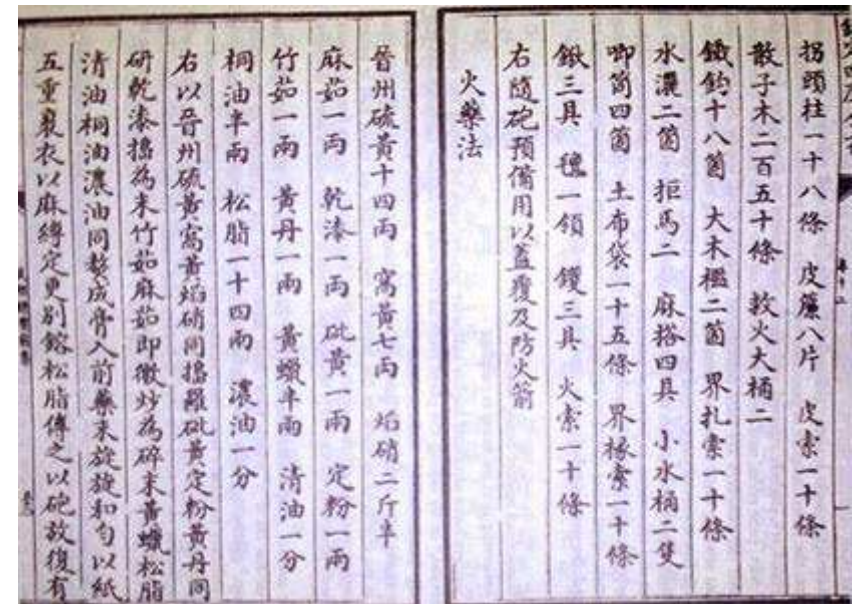 拐頭柱一十八條 皮簾八片 皮索一十條
散子木二百五十條 救火大桶二
鐵鈎十八箇 大木檻二箇 界扎索一十條
水濃二箇 拒馬二 麻搭四具 小水桶二隻
唧筒四箇 土布袋一十五條 界椽索一十條
鍬三具 氊一領 钁三具 火索一十條
右隨砲預備用以蓋覆及防火箭
火藥法
晉州硫黃十四兩 窩黃七兩 焰硝二斤半
麻茹一兩 乾漆一兩 砒黃一兩 定粉一兩
竹茹一兩 黃丹一兩 黃蠟半兩 清油一分
桐油半兩 松脂一十四兩 濃油一分
右以晉州硫黃窩黃焰硝同搗羅砒黃定粉黃丹同
研乾漆搗為末竹茹麻茹即微炒為碎末黃蠟松脂
清油桐油濃油同熬成膏入前藥末旋旋和勻以紙
五重裹衣以麻縛定更別鎔松脂傅之以砲放復有